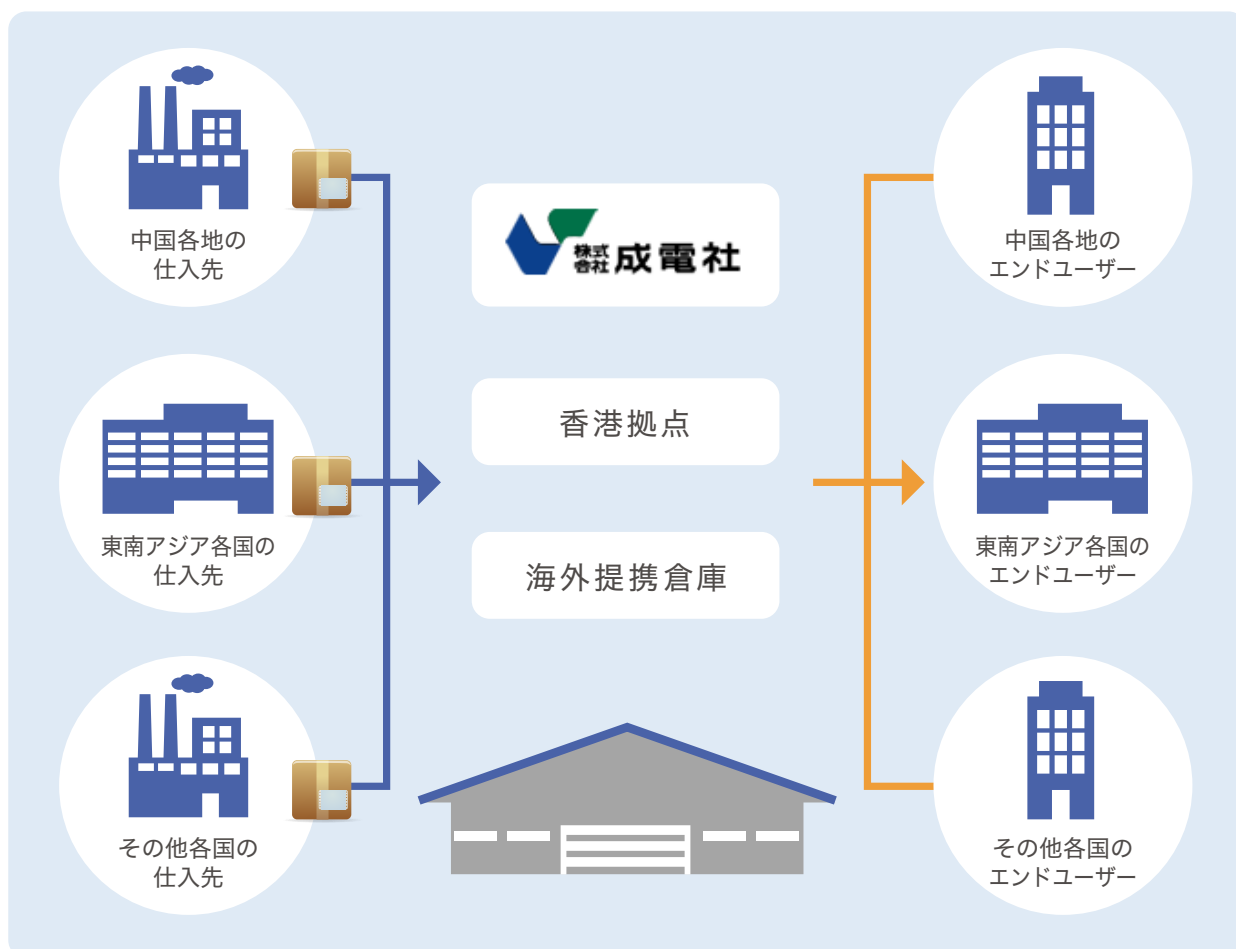 中国各地の
仕入先
東南アジア各国の
仕入先
その他各国の
仕入先
株式
会社
成電社
香港拠点
海外提携倉庫
中国各地の
エンドユーザー
東南アジア各国の
エンドユーザー
その他各国の
エンドユーザー